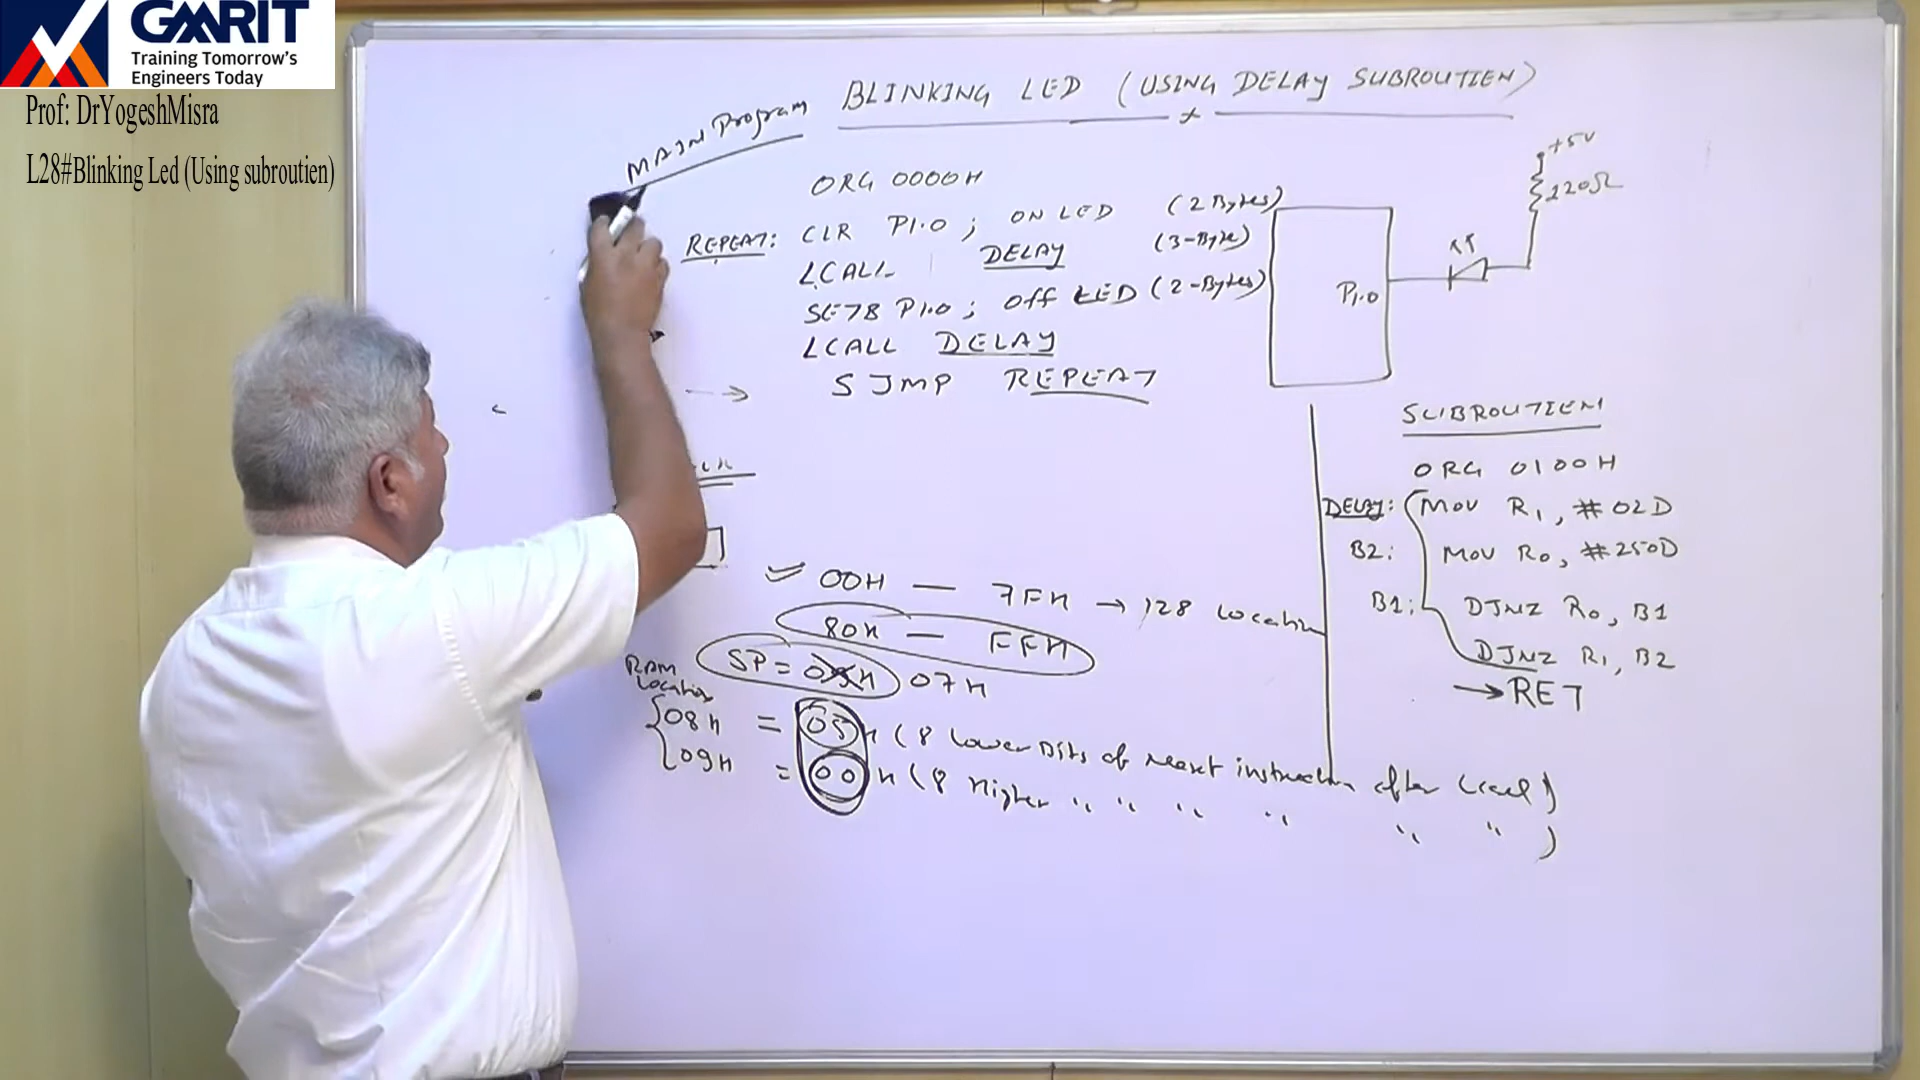 GMRIT
Training Tomorrow's
Engineers Today
Prof: DrYogeshMisra
L28#Blinking Led (Using subroutien)
BLINKING LED (USING DELAY SUBROUTIEN)
MAIN Program
ORG 0000H
REPEAT: CLR P1.0 ; ON LED (2 Bytes)
LCALL DELAY (3-Byte)
SETB P1.0 ; Off LED (2-Bytes)
LCALL DELAY
SJMP REPEAT
+5V
220Ω
P1.0
SUBROUTIEN
ORG 0100H
DELAY: MOV R1, #02D
B2: MOV R0, #250D
B1: DJNZ R0, B1
DJNZ R1, B2
RET
00H — 7FH → 128 Location
80H — FFH
SP = 07H
RAM
Location
08H = 05H (8 Lower Bits of next instruction after Lcall)
09H = 00H (8 Higher " " " " " ")